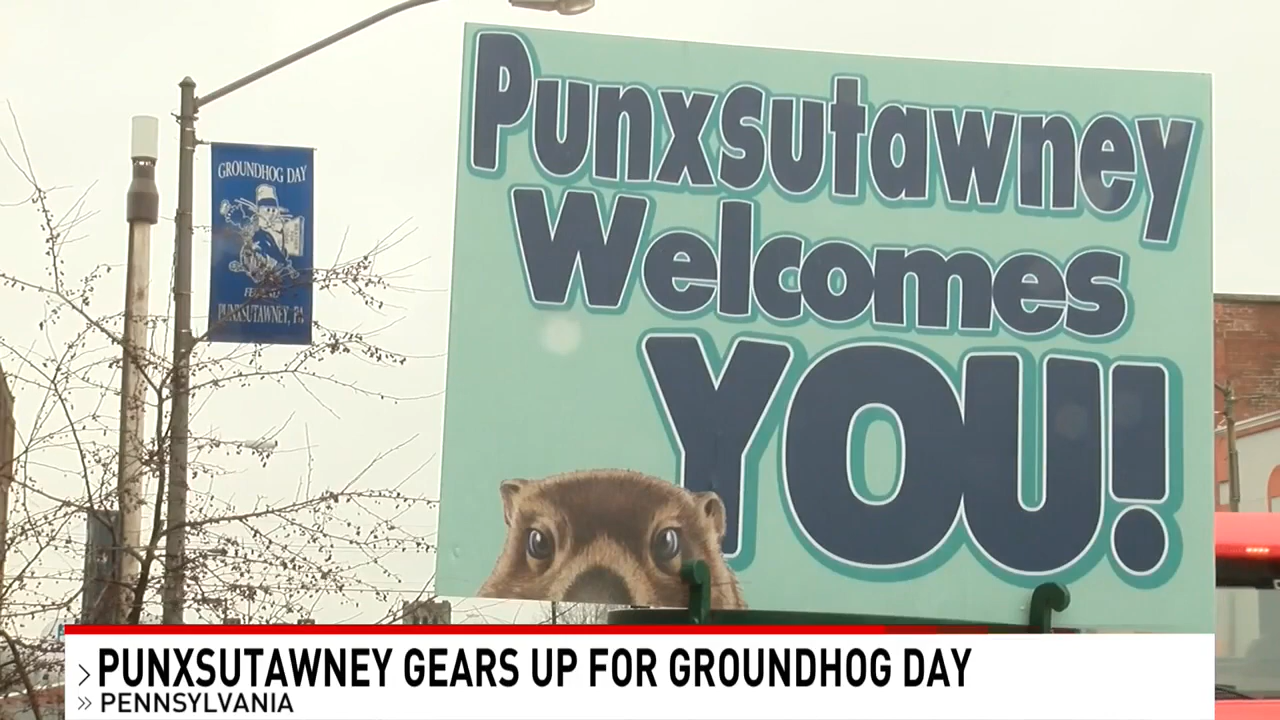 Punxsutawney
Welcomes
YOU!
GROUNDHOG DAY
PUNXSUTAWNEY, PA
PUNXSUTAWNEY GEARS UP FOR GROUNDHOG DAY
PENNSYLVANIA